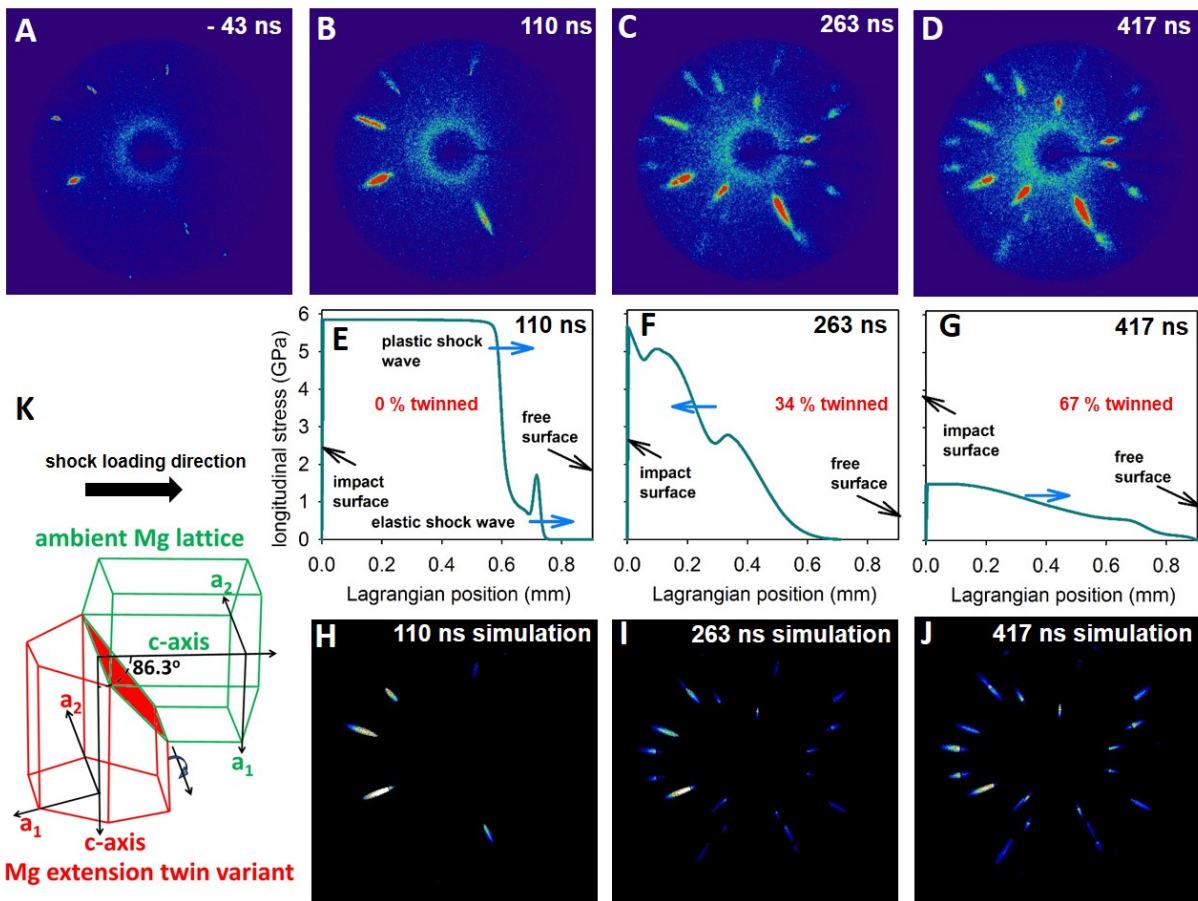 A
- 43 ns
B
110 ns
C
263 ns
D
417 ns
longitudinal stress (GPa)
6
5
4
3
2
1
0
E
110 ns
plastic shock
wave
0 % twinned
free
surface
impact
surface
elastic shock wave
0.0 0.2 0.4 0.6 0.8
Lagrangian position (mm)
F
263 ns
34 % twinned
impact
surface
free
surface
0.0 0.2 0.4 0.6 0.8
Lagrangian position (mm)
G
417 ns
67 % twinned
impact
surface
free
surface
0.0 0.2 0.4 0.6 0.8
Lagrangian position (mm)
K
shock loading direction
ambient Mg lattice
a2
c-axis
86.3º
a2
a1
a1
c-axis
Mg extension twin variant
H
110 ns simulation
I
263 ns simulation
J
417 ns simulation